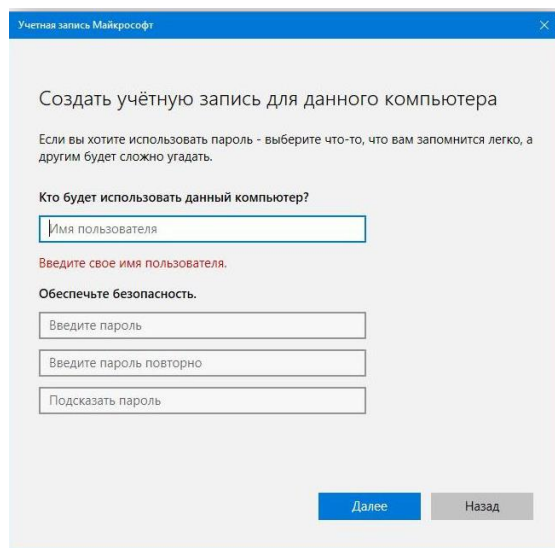 Учетная запись Майкрософт
Создать учётную запись для данного компьютера
Если вы хотите использовать пароль - выберите что-то, что вам запомнится легко, а
другим будет сложно угадать.
Кто будет использовать данный компьютер?
Имя пользователя
Введите свое имя пользователя.
Обеспечьте безопасность.
Введите пароль
Введите пароль повторно
Подсказать пароль
Далее
Назад